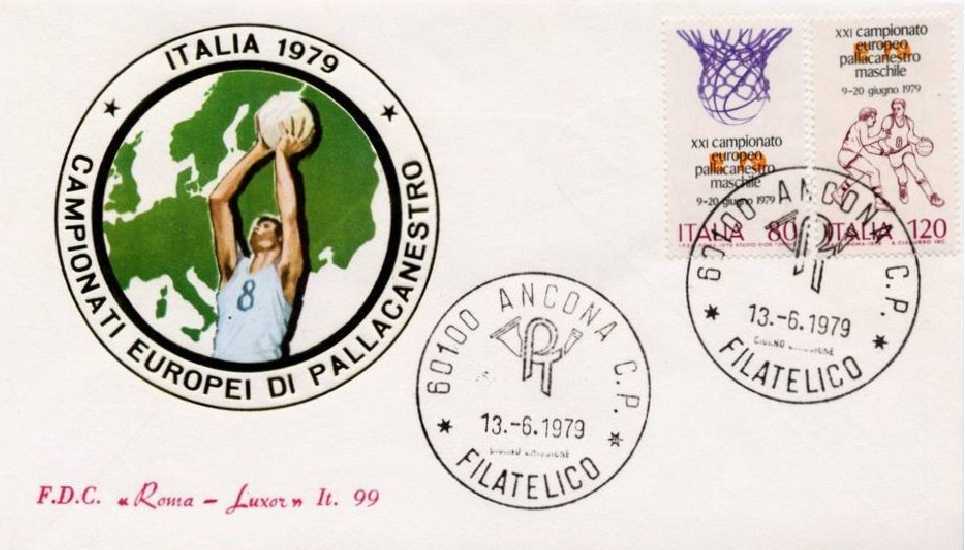 ITALIA 1979
CAMPIONATI EUROPEI DI PALLACANESTRO
8
F.D.C. «Roma – Luxor» It. 99
XXI campionato
europeo
pallacanestro
maschile
9-20 giugno 1979
ITALIA 80
XXI campionato
europeo
pallacanestro
maschile
9-20 giugno 1979
8
ITALIA 120
60100 ANCONA C.P.
13.-6.1979
FILATELICO
60100 ANCONA C.P.
13.-6.1979
FILATELICO